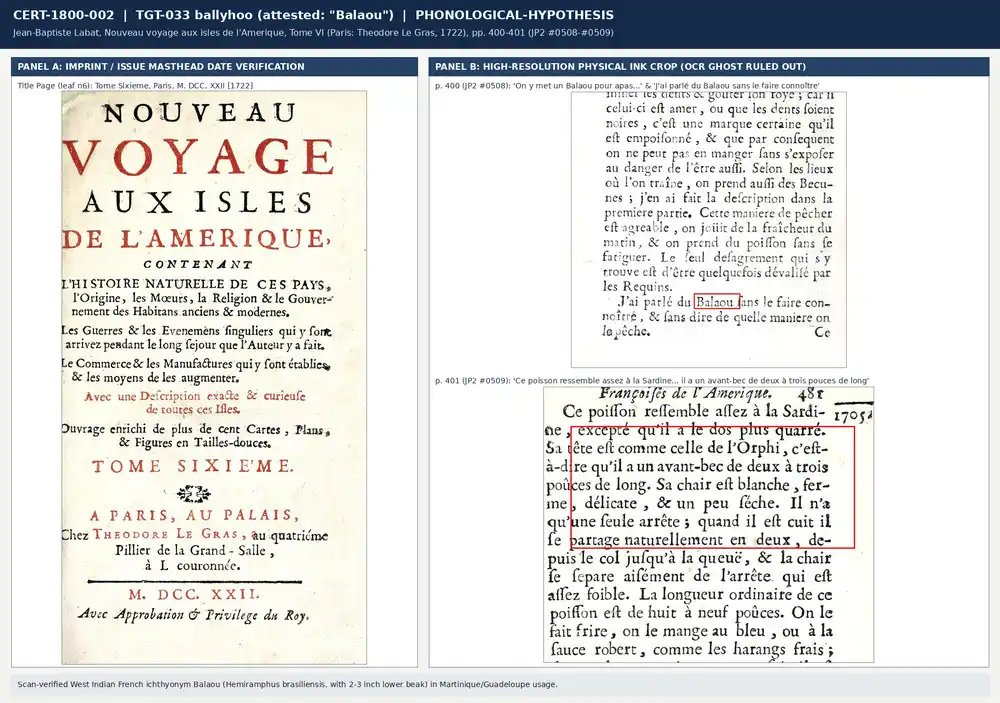 CERT-1800-002 | TGT-033 ballyhoo (attested: "Balaou") | PHONOLOGICAL-HYPOTHESIS
Jean-Baptiste Labat, Nouveau voyage aux isles de l'Amerique, Tome VI (Paris: Theodore Le Gras, 1722), pp. 400-401 (JP2 #0508-#0509)
PANEL A: IMPRINT / ISSUE MASTHEAD DATE VERIFICATION
Title Page (leaf n6): Tome Sixieme, Paris, M. DCC. XXII [1722]
NOUVEAU
VOYAGE
AUX ISLES
DE L'AMERIQUE,
CONTENANT
L'HISTOIRE NATURELLE DE CES PAYS,
l'Origine, les Mœurs, la Religion & le Gouver-
nement des Habitans anciens & modernes.
Les Guerres & les Evenemens singuliers qui y sont
arrivez pendant le long sejour que l'Auteur y a fait.
Le Commerce & les Manufactures qui y sont établies,
& les moyens de les augmenter.
Avec une Description exacte & curieuse
de toutes ces Isles.
Ouvrage enrichi de plus de cent Cartes, Plans,
& Figures en Tailles-douces.
TOME SIXIE'ME.
A PARIS, AU PALAIS,
Chez THEODORE LE GRAS, au quatriéme
Pillier de la Grand-Salle,
à L couronnée.
M. DCC. XXII.
Avec Approbation & Privilege du Roy.
PANEL B: HIGH-RESOLUTION PHYSICAL INK CROP (OCR GHOST RULED OUT)
p. 400 (JP2 #0508): 'On y met un Balaou pour apas...' & 'J'ai parlé du Balaou sans le faire connoître'
les dents & goûter son foye; car si
celui-ci est amer, ou que les dents soient
noires, c'est une marque certaine qu'il
est empoisonné, & que par consequent
on ne peut pas en manger sans s'exposer
au danger de l'être aussi. Selon les lieux
où l'on traîne, on prend aussi des Becu-
nes; j'en ai fait la description dans la
premiere partie. Cette maniere de pêcher
est agreable, on joüit de la fraîcheur du
matin, & on prend du poisson sans se
fatiguer. Le seul desagrement qui s'y
trouve est d'être quelquefois dévalisé par
les Requins.
J'ai parlé du Balaou sans le faire con-
noître, & sans dire de quelle maniere on
la pêche. Ce
p. 401 (JP2 #0509): 'Ce poisson ressemble assez à la Sardine... il a un avant-bec de deux à trois pouces de long'
Françoises de l'Amerique. 481
Ce poisson ressemble assez à la Sardi- 1705.
ne, excepté qu'il a le dos plus quarré.
Sa tête est comme celle de l'Orphi, c'est-
à-dire qu'il a un avant-bec de deux à trois
poûces de long. Sa chair est blanche, fer-
me, délicate, & un peu séche. Il n'a
qu'une seule arrête; quand il est cuit il
se partage naturellement en deux, de-
puis le col jusqu'à la queuë, & la chair
se separe aisément de l'arrête qui est
assez foible. La longueur ordinaire de ce
poisson est de huit à neuf poûces. On le
fait frire, on le mange au bleu, ou à la
sauce robert, comme les harangs frais;
Scan-verified West Indian French ichthyonym Balaou (Hemiramphus brasiliensis, with 2-3 inch lower beak) in Martinique/Guadeloupe usage.